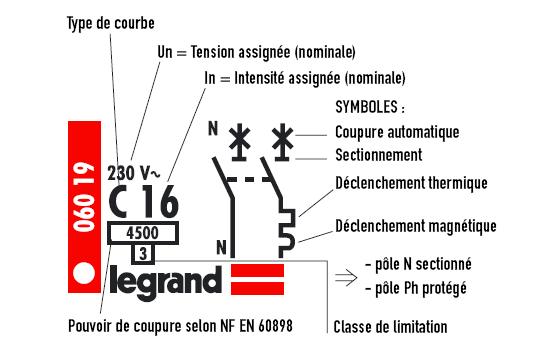 Type de courbe
Un = Tension assignée (nominale)
In = Intensité assignée (nominale)
SYMBOLES :
N
Coupure automatique
Sectionnement
230 V~
060 19
C 16
Déclenchement thermique
4500
Déclenchement magnétique
3
N
legrand
- pôle N sectionné
- pôle Ph protégé
Pouvoir de coupure selon NF EN 60898
Classe de limitation